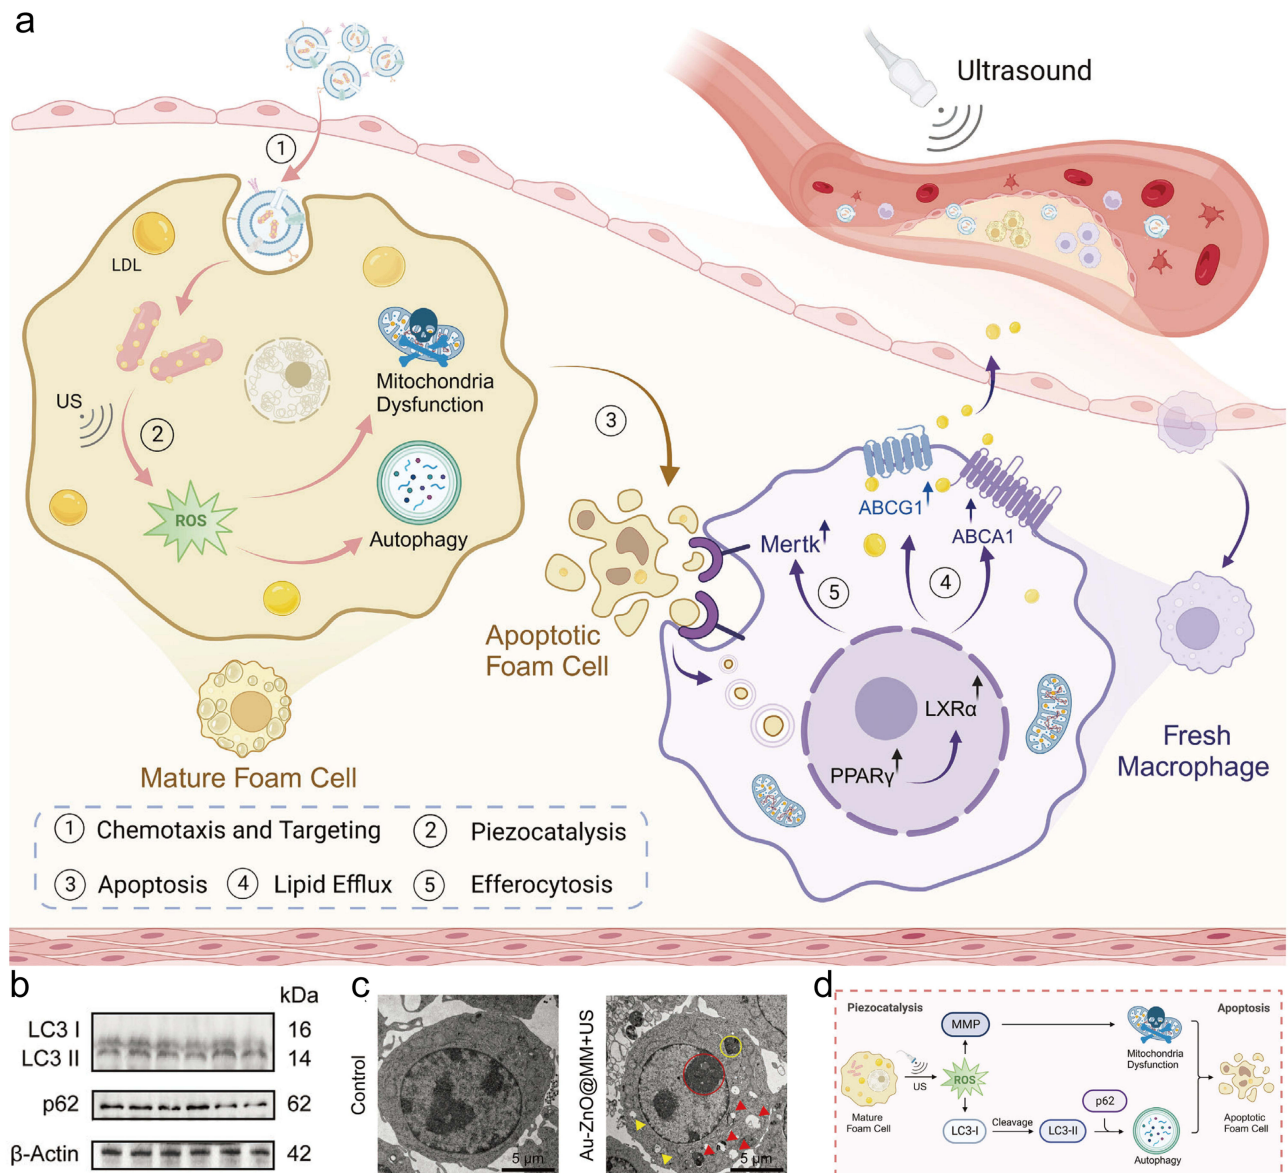 a
Ultrasound
1
LDL
US
2
ROS
Mitochondria
Dysfunction
Autophagy
3
Mature Foam Cell
Apoptotic
Foam Cell
Mertk
ABCG1
ABCA1
5
4
LXRα
PPARγ
Fresh
Macrophage
1 Chemotaxis and Targeting
2 Piezocatalysis
3 Apoptosis
4 Lipid Efflux
5 Efferocytosis
b
kDa
LC3 I 16
LC3 II 14
p62 62
β-Actin 42
c
Control
5 μm
Au-ZnO@MM+US
5 μm
d
Piezocatalysis
Apoptosis
MMP
Mitochondria
Dysfunction
US
ROS
Mature
Foam Cell
p62
LC3-I
Cleavage
LC3-II
Autophagy
Apoptotic
Foam Cell